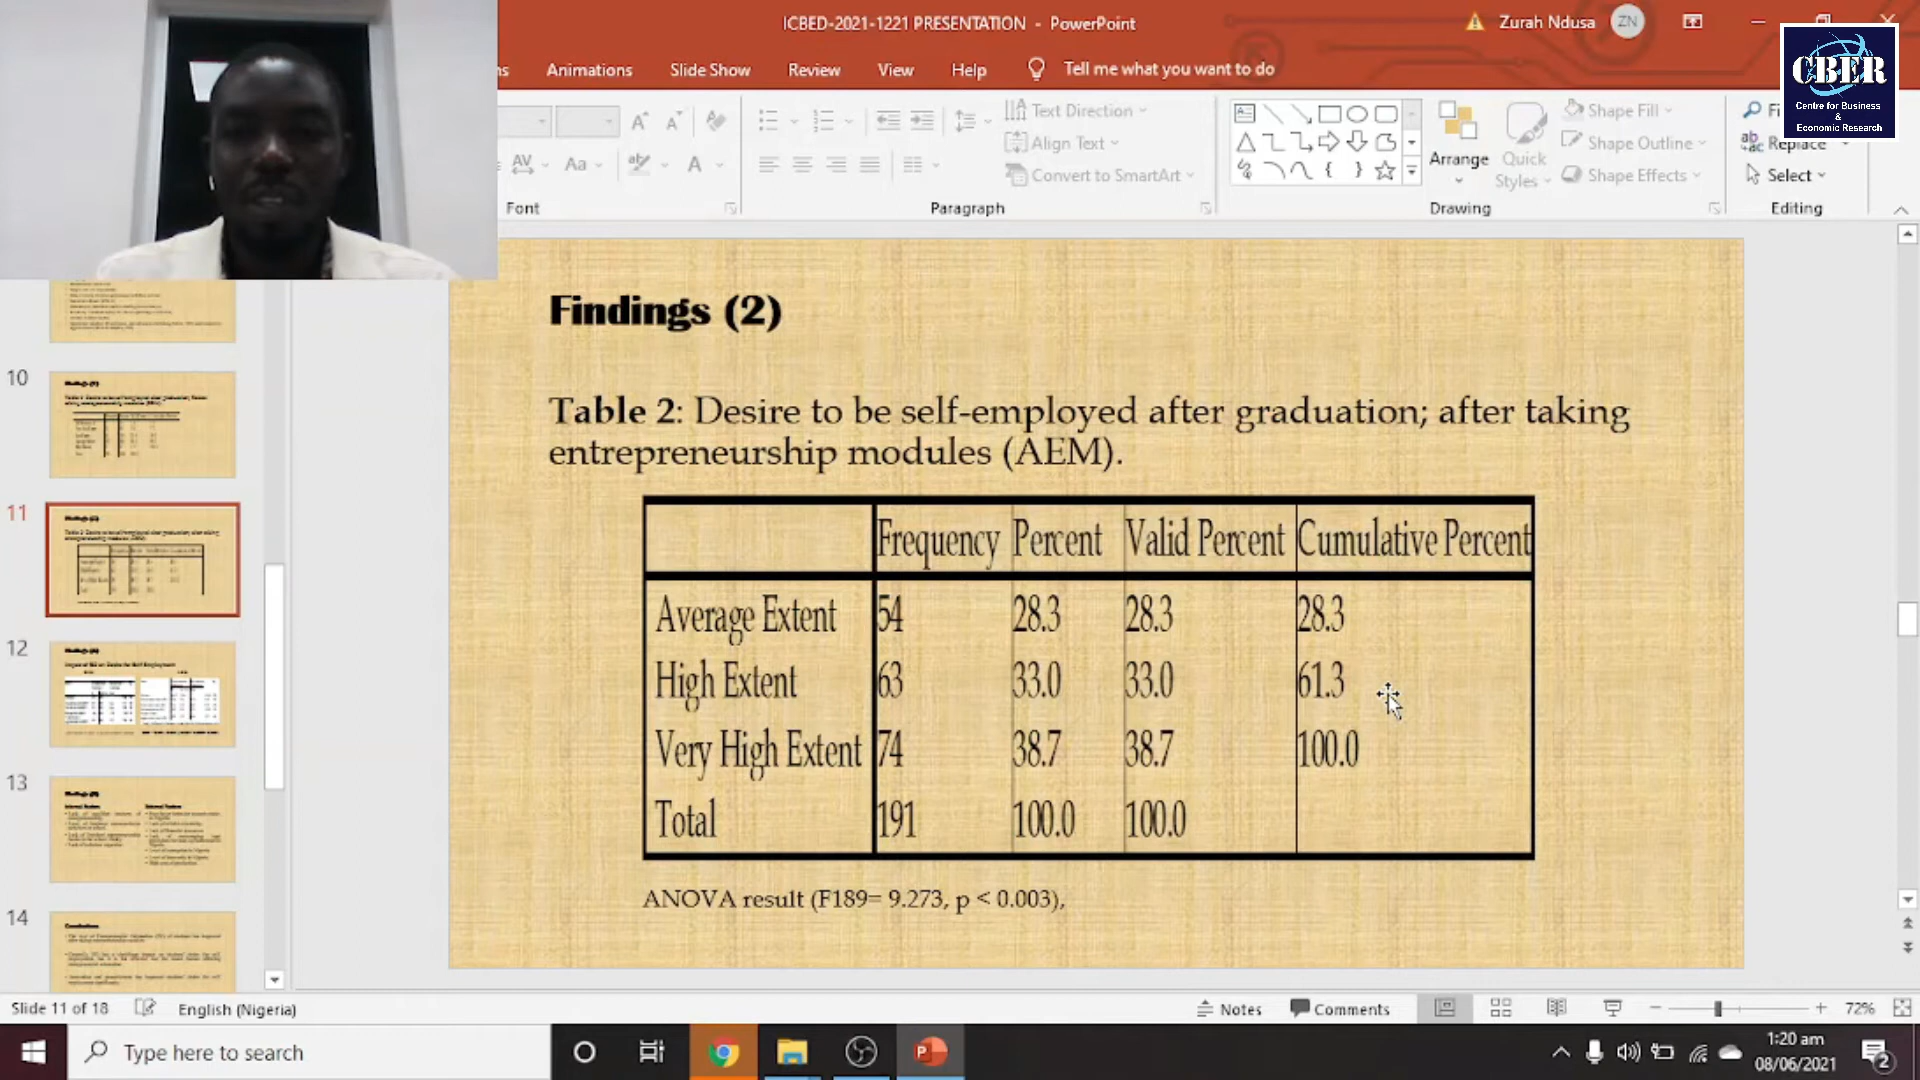 ICBED-2021-1221 PRESENTATION - PowerPoint
Zurah Ndusa
ZN
Animations
Slide Show
Review
View
Help
Tell me what you want to do
CBER
Centre for Business
&
Economic Research
Text Direction
Align Text
Convert to SmartArt
Arrange
Quick
Styles
Shape Fill
Shape Outline
Shape Effects
Replace
Select
Font
Paragraph
Drawing
Editing
10
11
12
13
14
Findings (2)
Table 2: Desire to be self-employed after graduation; after taking
entrepreneurship modules (AEM).
Frequency Percent Valid Percent Cumulative Percent
Average Extent 54 28.3 28.3 28.3
High Extent 63 33.0 33.0 61.3
Very High Extent 74 38.7 38.7 100.0
Total 191 100.0 100.0
ANOVA result (F189= 9.273, p < 0.003),
Slide 11 of 18
English (Nigeria)
Notes
Comments
72%
Type here to search
1:20 am
08/06/2021
2